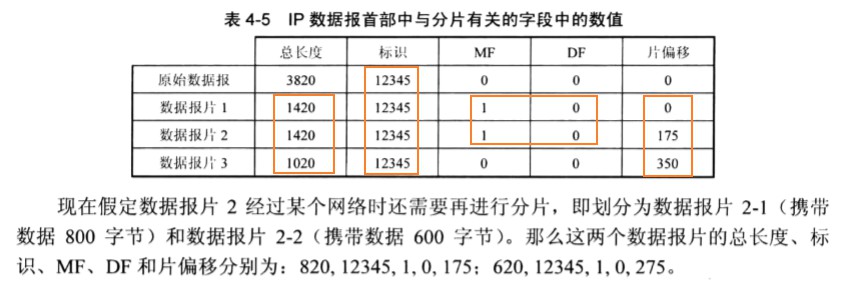 表 4-5 IP 数据报首部中与分片有关的字段中的数值
总长度 标识 MF DF 片偏移
原始数据报 3820 12345 0 0 0
数据报片 1 1420 12345 1 0 0
数据报片 2 1420 12345 1 0 175
数据报片 3 1020 12345 0 0 350
现在假定数据报片 2 经过某个网络时还需要再进行分片，即划分为数据报片 2-1（携带
数据 800 字节）和数据报片 2-2（携带数据 600 字节）。那么这两个数据报片的总长度、标
识、MF、DF 和片偏移分别为：820, 12345, 1, 0, 175；620, 12345, 1, 0, 275。